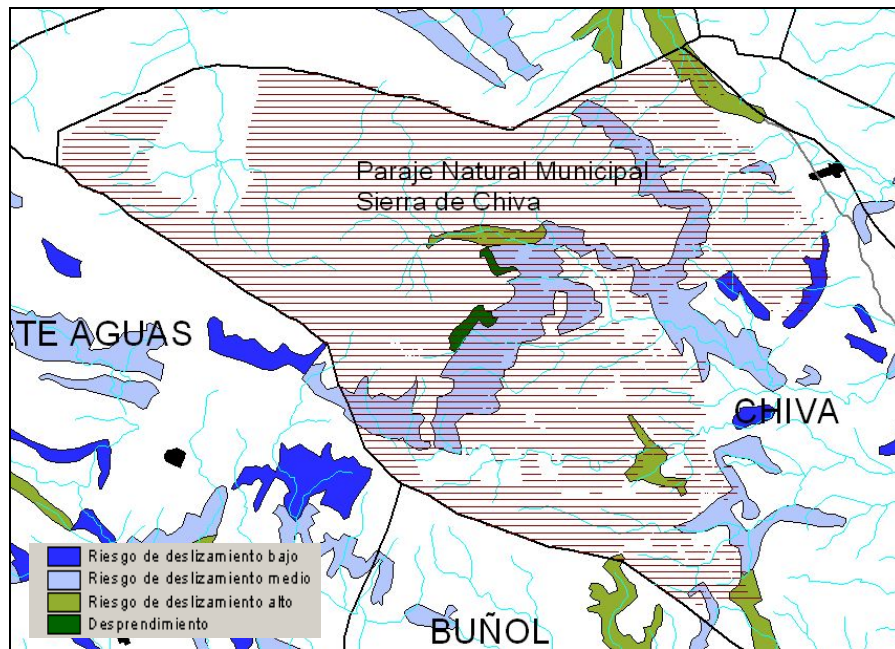 Paraje Natural Municipal
Sierra de Chiva
ETE AGUAS
CHIVA
Riesgo de deslizamiento bajo
Riesgo de deslizamiento medio
Riesgo de deslizamiento alto
Desprendimiento
BUÑOL